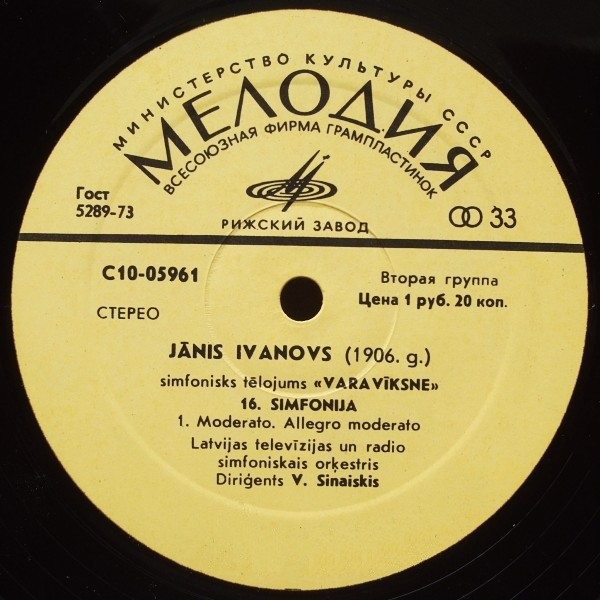 МИНИСТЕРСТВО КУЛЬТУРЫ СССР
МЕЛОДИЯ
ВСЕСОЮЗНАЯ ФИРМА ГРАМПЛАСТИНОК
Гост
5289-73
33
РИЖСКИЙ ЗАВОД
С10-05961
Вторая группа
Цена 1 руб. 20 коп.
СТЕРЕО
JĀNIS IVANOVS (1906. g.)
simfonisks tēlojums «VARAVĪKSNE»
16. SIMFONIJA
1. Moderato. Allegro moderato
Latvijas televīzijas un radio
simfoniskais orķestris
Diriģents V. Sinaiskis